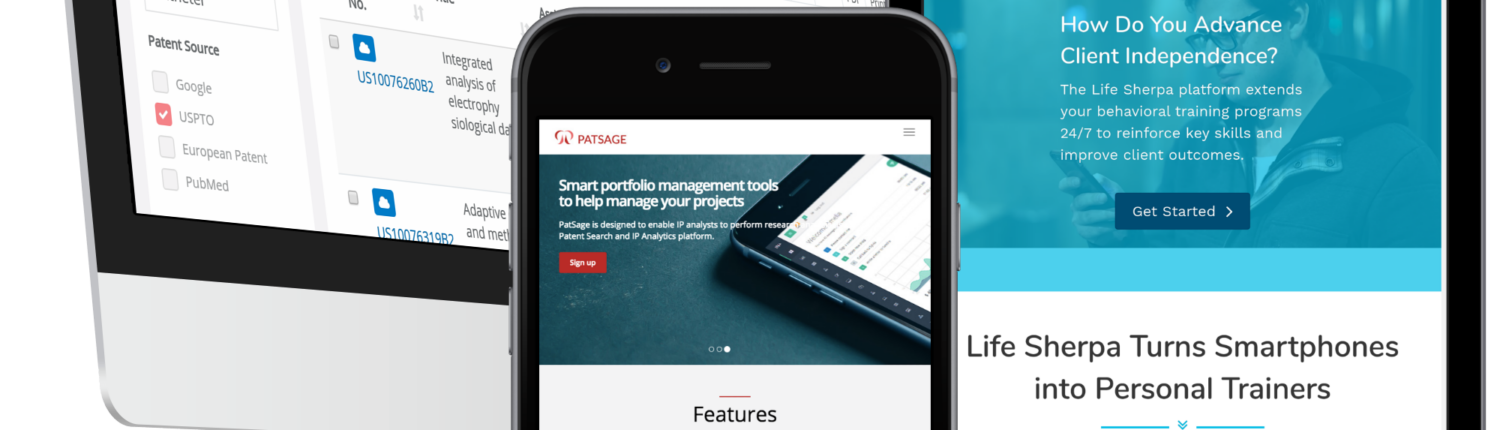 No.
Patent Source
Google
USPTO
European Patent
PubMed
US10076260B2
Integrated
analysis of
electrophy
siological da
US10076319B2
Adaptive
and met
PATSAGE
Smart portfolio management tools
to help manage your projects
PatSage is designed to enable IP analysts to perform resear
Patent Search and IP Analytics platform.
Sign up
Features
How Do You Advance
Client Independence?
The Life Sherpa platform extends
your behavioral training programs
24/7 to reinforce key skills and
improve client outcomes.
Get Started
Life Sherpa Turns Smartphones
into Personal Trainers